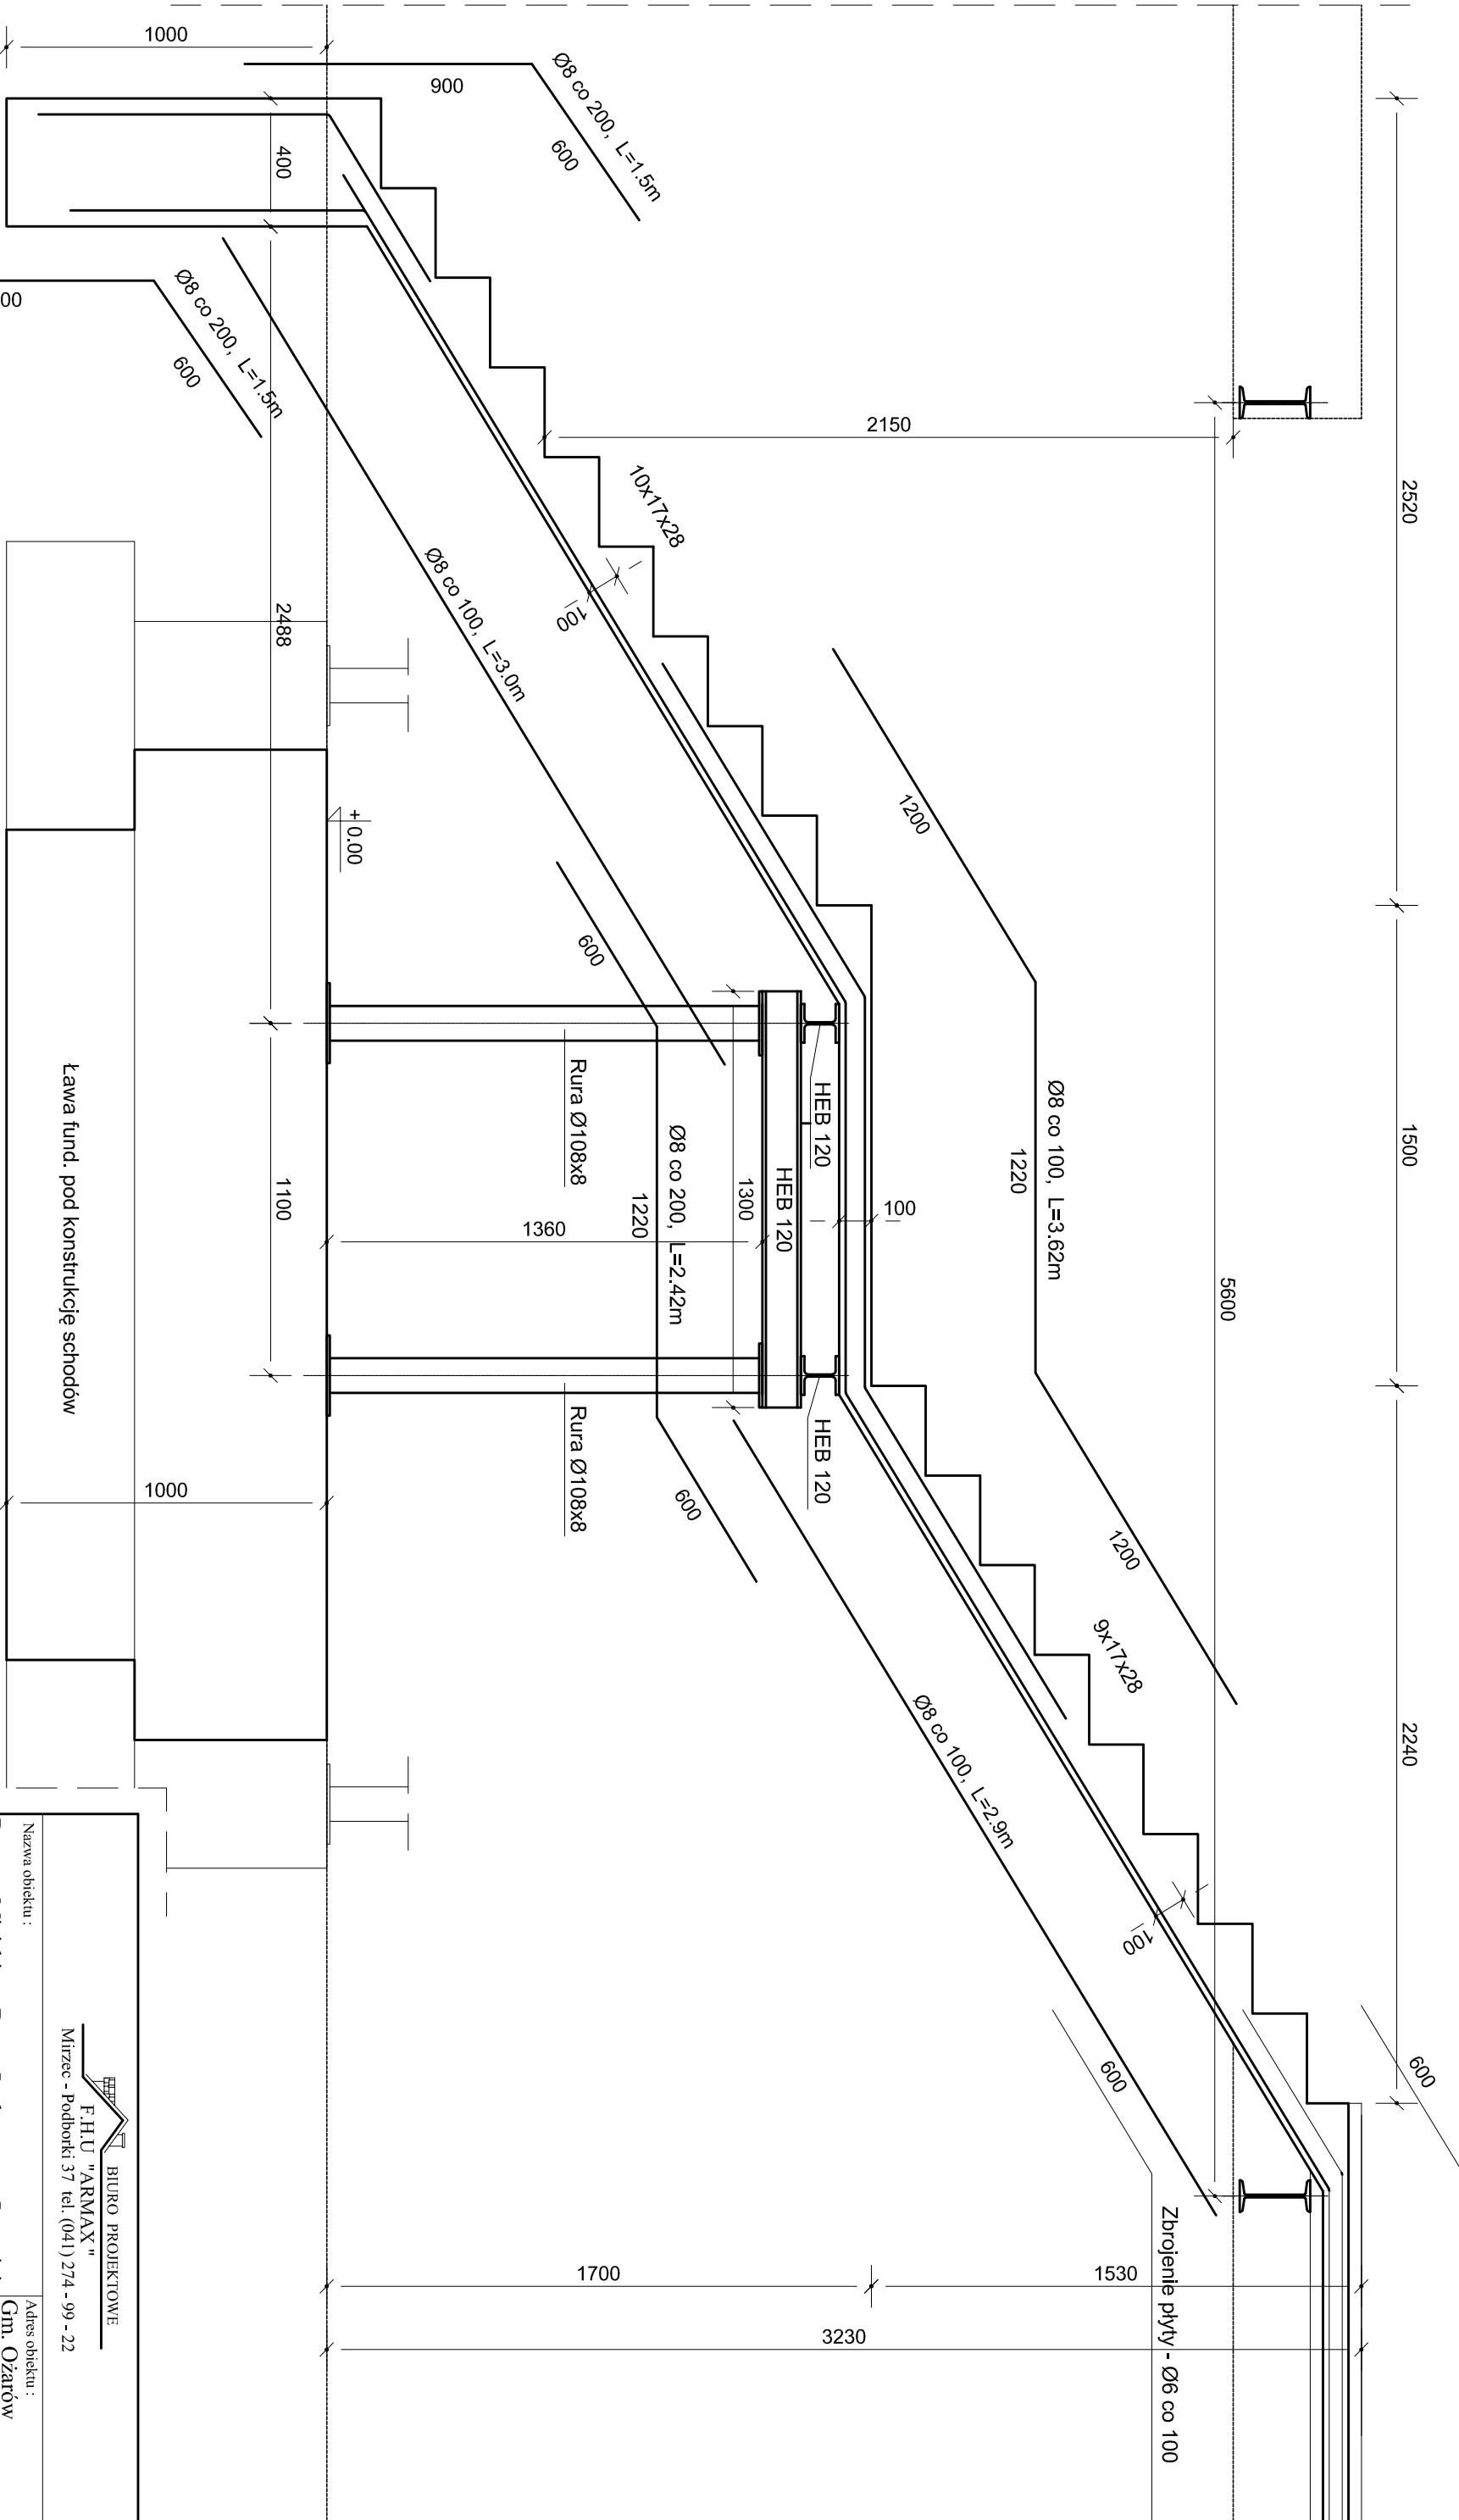 2520
1500
2240
600
5600
2150
1000
900
Ø8 co 200, L=1.5m
600
400
00
Ø8 co 200, L=1.5m
600
2488
10x17x28
100
Ø8 co 100, L=3.0m
1200
Ø8 co 100, L=3.62m
1220
1200
9x17x28
+0.00
600
Ø8 co 200, L=2.42m
1220
600
HEB 120
HEB 120
HEB 120
100
1300
1360
Rura Ø108x8
Rura Ø108x8
1100
1000
Ława fund. pod konstrukcję schodów
Ø8 co 100, L=2.9m
100
600
Zbrojenie płyty - Ø6 co 100
1700
1530
3230
BIURO PROJEKTOWE
F.H.U "ARMAX"
Mirzec - Podborki 37 tel. (041) 274 - 99 - 22
Nazwa obiektu :
Adres obiektu :
Gm. Ożarów